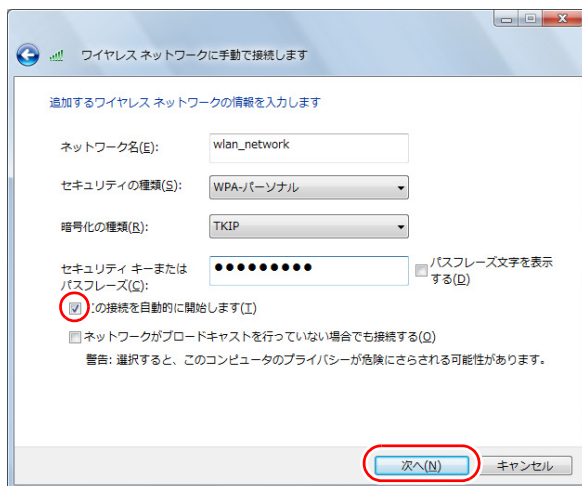 ワイヤレス ネットワークに手動で接続します
追加するワイヤレス ネットワークの情報を入力します
ネットワーク名(E):
wlan_network
セキュリティの種類(S):
WPA-パーソナル
暗号化の種類(R):
TKIP
セキュリティ キーまたは
パスフレーズ(C):
●●●●●●●●●
パスフレーズ文字を表示
する(D)
この接続を自動的に開始します(T)
ネットワークがブロードキャストを行っていない場合でも接続する(O)
警告: 選択すると、このコンピュータのプライバシーが危険にさらされる可能性があります。
次へ(N)
キャンセル